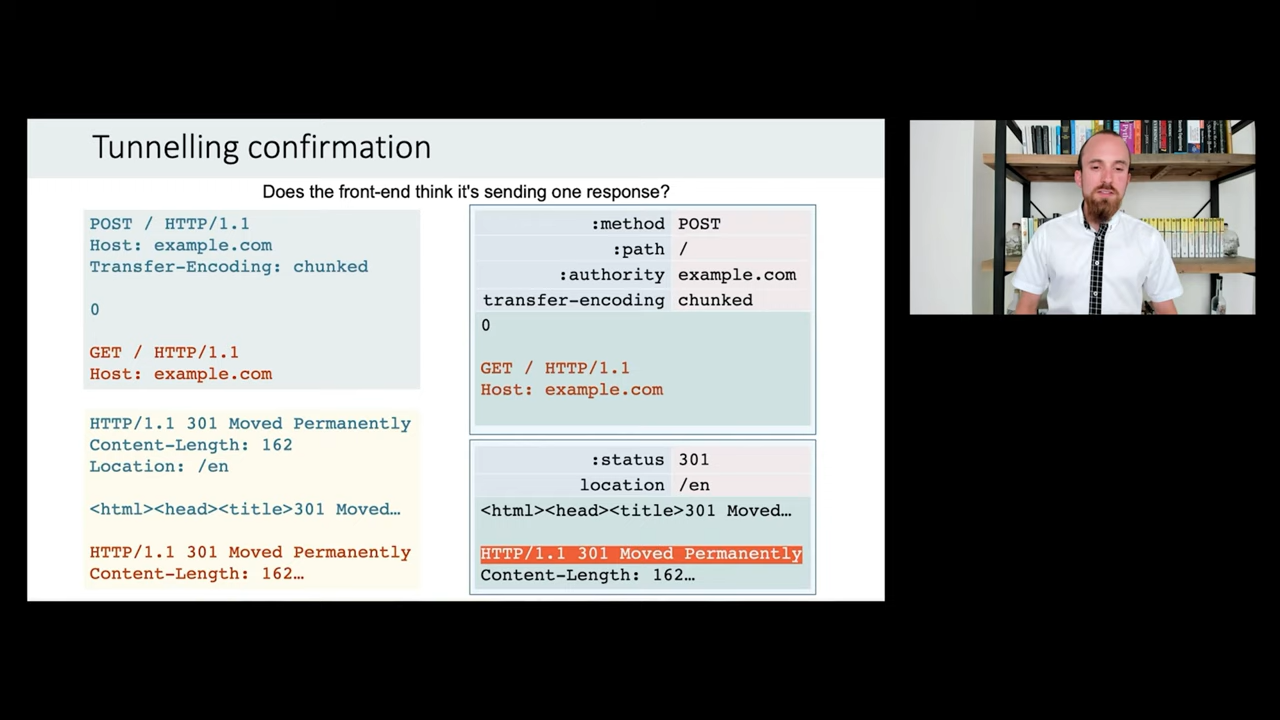 Tunnelling confirmation
Does the front-end think it's sending one response?
POST / HTTP/1.1
Host: example.com
Transfer-Encoding: chunked
0
GET / HTTP/1.1
Host: example.com
HTTP/1.1 301 Moved Permanently
Content-Length: 162
Location: /en
<html><head><title>301 Moved…
HTTP/1.1 301 Moved Permanently
Content-Length: 162…
:method POST
:path /
:authority example.com
transfer-encoding chunked
0
GET / HTTP/1.1
Host: example.com
:status 301
location /en
<html><head><title>301 Moved…
HTTP/1.1 301 Moved Permanently
Content-Length: 162…